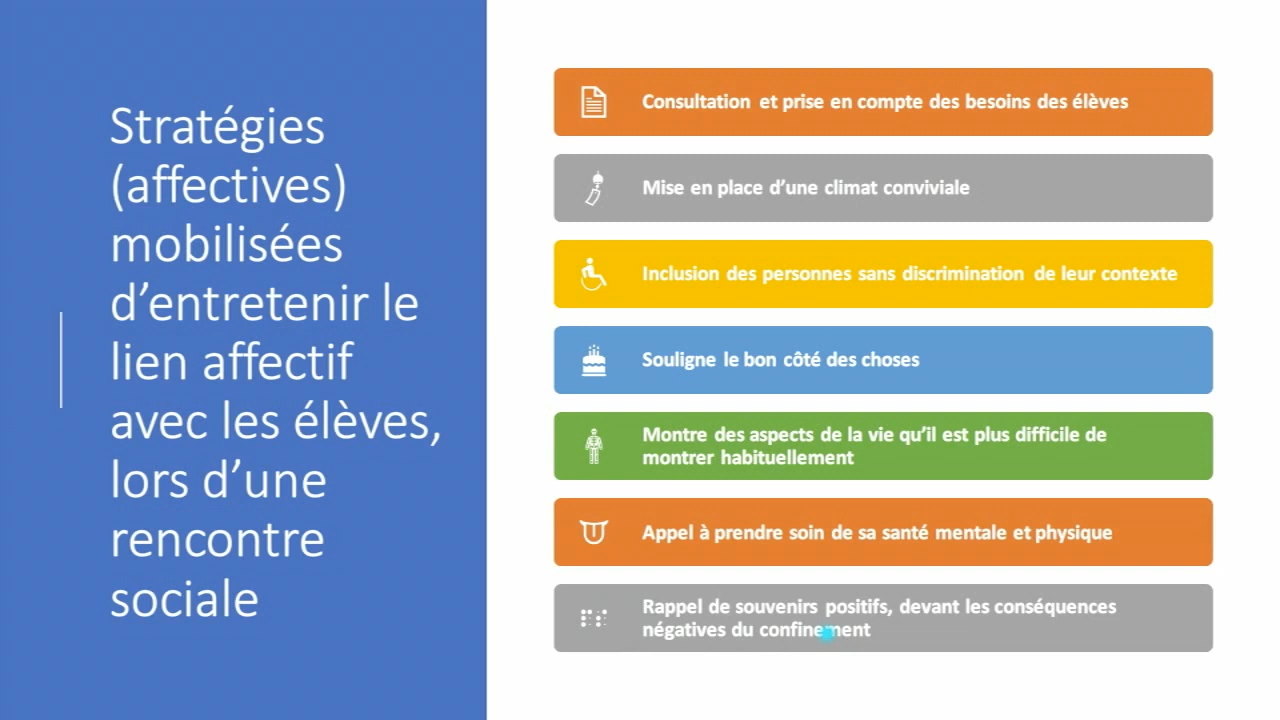 Stratégies
(affectives)
mobilisées
d’entretenir le
lien affectif
avec les élèves,
lors d’une
rencontre
sociale
Consultation et prise en compte des besoins des élèves
Mise en place d’une climat conviviale
Inclusion des personnes sans discrimination de leur contexte
Souligne le bon côté des choses
Montre des aspects de la vie qu’il est plus difficile de
montrer habituellement
Appel à prendre soin de sa santé mentale et physique
Rappel de souvenirs positifs, devant les conséquences
négatives du confinement